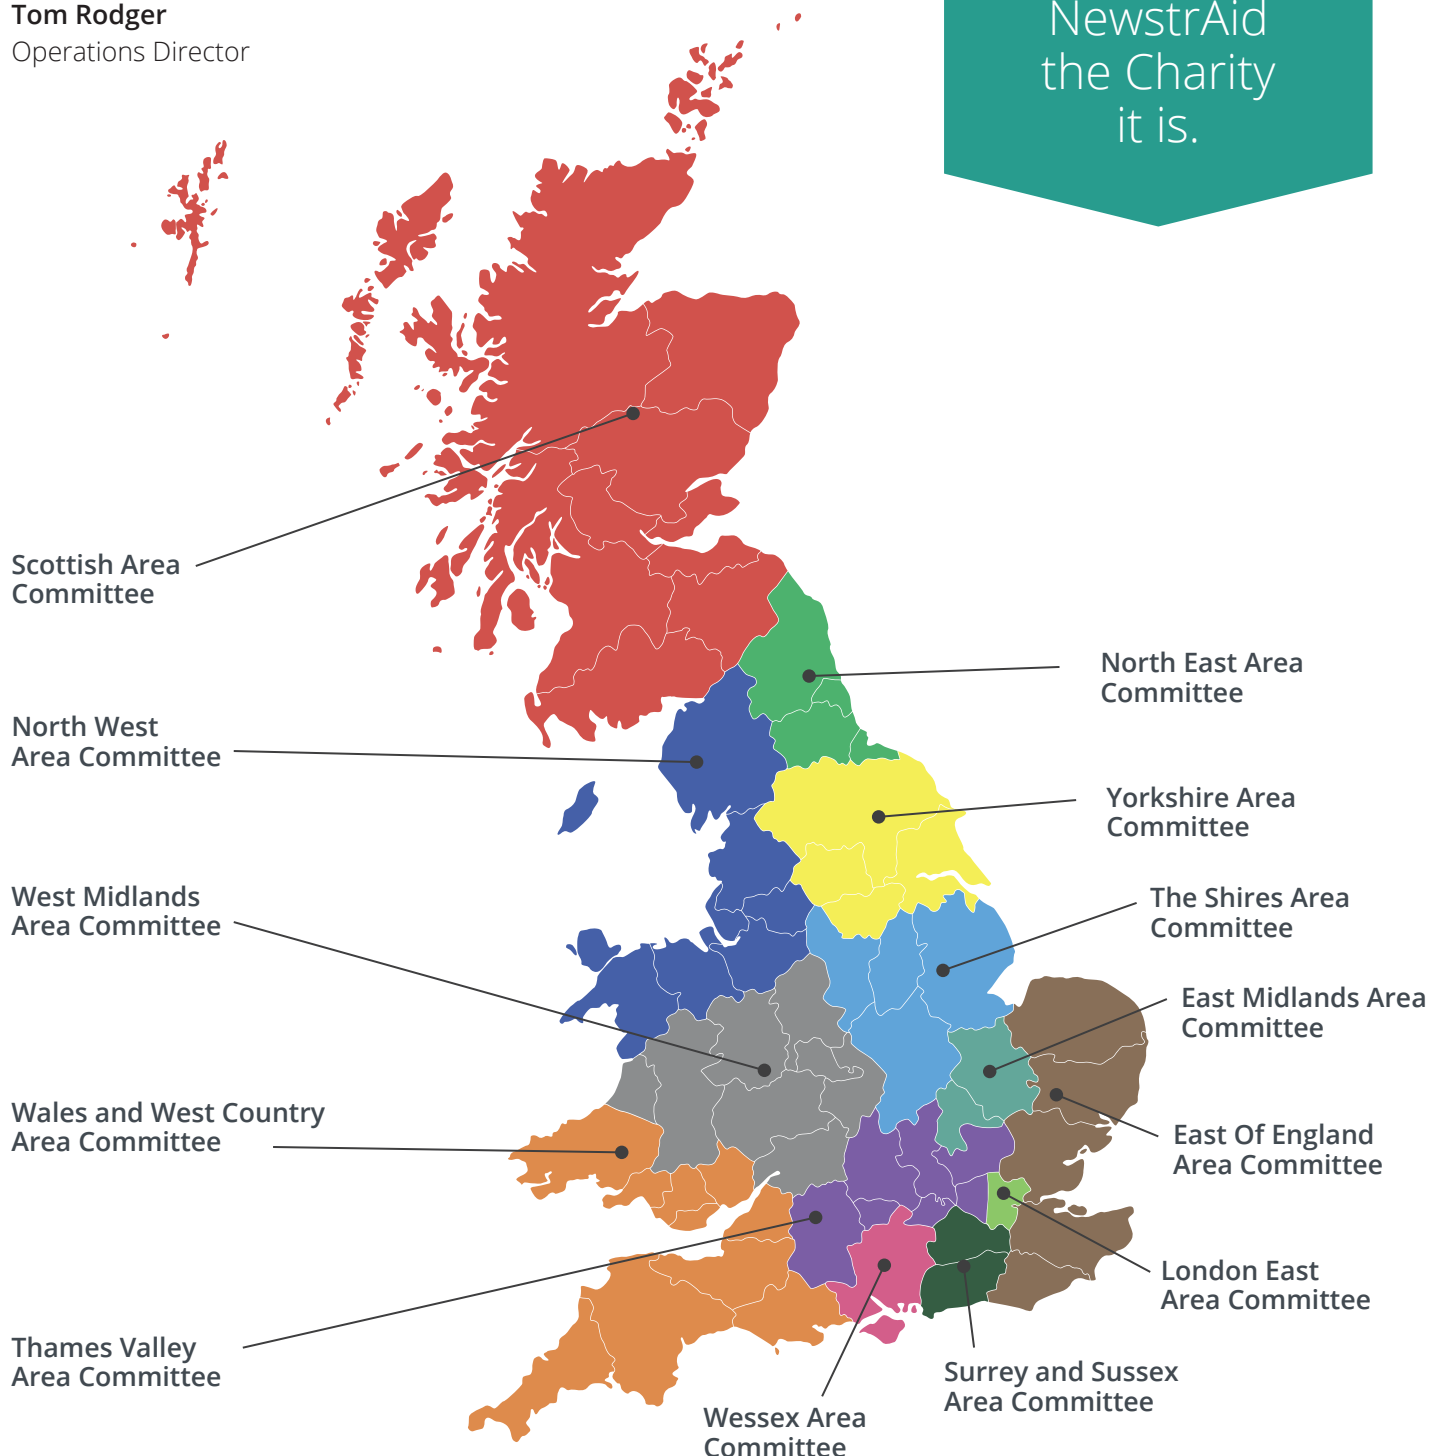 Tom Rodger
Operations Director
NewstrAid
the Charity
it is.
Scottish Area
Committee
North East Area
Committee
North West
Area Committee
Yorkshire Area
Committee
West Midlands
Area Committee
The Shires Area
Committee
East Midlands Area
Committee
Wales and West Country
Area Committee
East Of England
Area Committee
London East
Area Committee
Thames Valley
Area Committee
Surrey and Sussex
Area Committee
Wessex Area
Committee